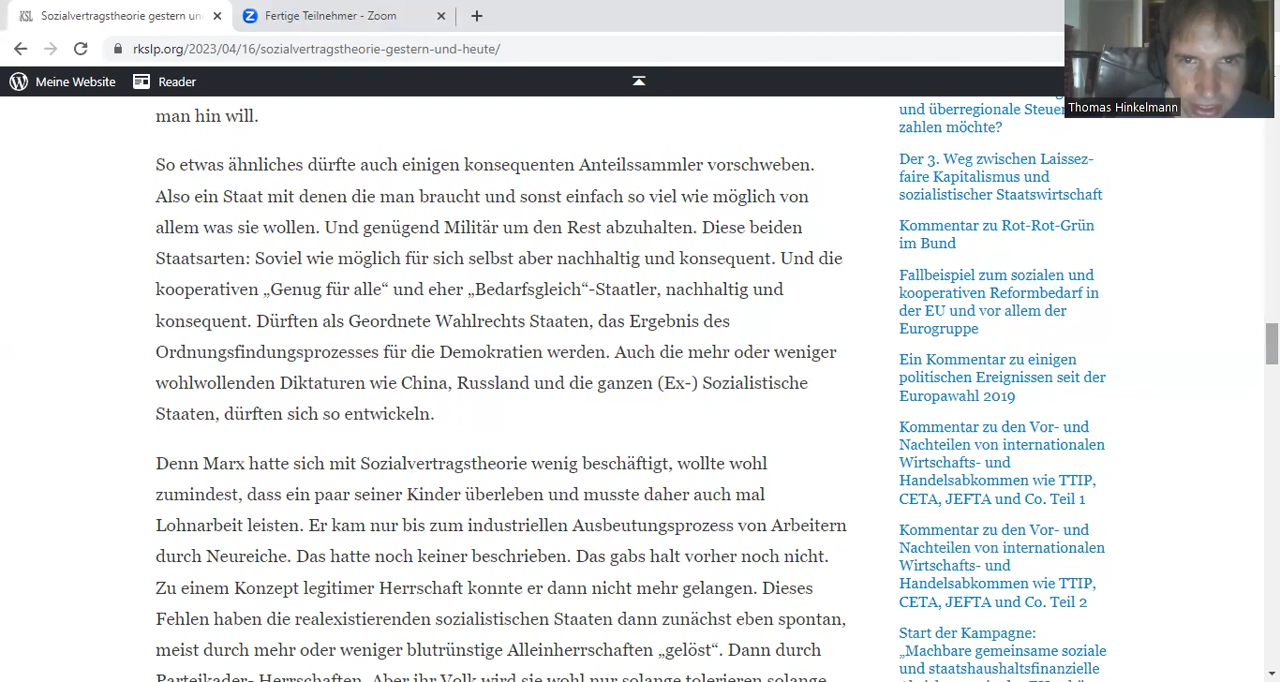 KSL Sozialvertragstheorie gestern un
Fertige Teilnehmer - Zoom
rkslp.org/2023/04/16/sozialvertragstheorie-gestern-und-heute/
Meine Website Reader
Thomas Hinkelmann
man hin will.
So etwas ähnliches dürfte auch einigen konsequenten Anteilssammler vorschweben.
Also ein Staat mit denen die man braucht und sonst einfach so viel wie möglich von
allem was sie wollen. Und genügend Militär um den Rest abzuhalten. Diese beiden
Staatsarten: Soviel wie möglich für sich selbst aber nachhaltig und konsequent. Und die
kooperativen „Genug für alle“ und eher „Bedarfsgleich“-Staatler, nachhaltig und
konsequent. Dürften als Geordnete Wahlrechts Staaten, das Ergebnis des
Ordnungsfindungsprozesses für die Demokratien werden. Auch die mehr oder weniger
wohlwollenden Diktaturen wie China, Russland und die ganzen (Ex-) Sozialistische
Staaten, dürften sich so entwickeln.
Denn Marx hatte sich mit Sozialvertragstheorie wenig beschäftigt, wollte wohl
zumindest, dass ein paar seiner Kinder überleben und musste daher auch mal
Lohnarbeit leisten. Er kam nur bis zum industriellen Ausbeutungsprozess von Arbeitern
durch Neureiche. Das hatte noch keiner beschrieben. Das gabs halt vorher noch nicht.
Zu einem Konzept legitimer Herrschaft konnte er dann nicht mehr gelangen. Dieses
Fehlen haben die realexistierenden sozialistischen Staaten dann zunächst eben spontan,
meist durch mehr oder weniger blutrünstige Alleinherrschaften „gelöst“. Dann durch
Parteikader- Herrschaften. Aber ihr Volk wird sie wohl nur solange tolerieren solange
und überregionale Steue
zahlen möchte?
Der 3. Weg zwischen Laissez-
faire Kapitalismus und
sozialistischer Staatswirtschaft
Kommentar zu Rot-Rot-Grün
im Bund
Fallbeispiel zum sozialen und
kooperativen Reformbedarf in
der EU und vor allem der
Eurogruppe
Ein Kommentar zu einigen
politischen Ereignissen seit der
Europawahl 2019
Kommentar zu den Vor- und
Nachteilen von internationalen
Wirtschafts- und
Handelsabkommen wie TTIP,
CETA, JEFTA und Co. Teil 1
Kommentar zu den Vor- und
Nachteilen von internationalen
Wirtschafts- und
Handelsabkommen wie TTIP,
CETA, JEFTA und Co. Teil 2
Start der Kampagne:
„Machbare gemeinsame soziale
und staatshaushaltsfinanzielle